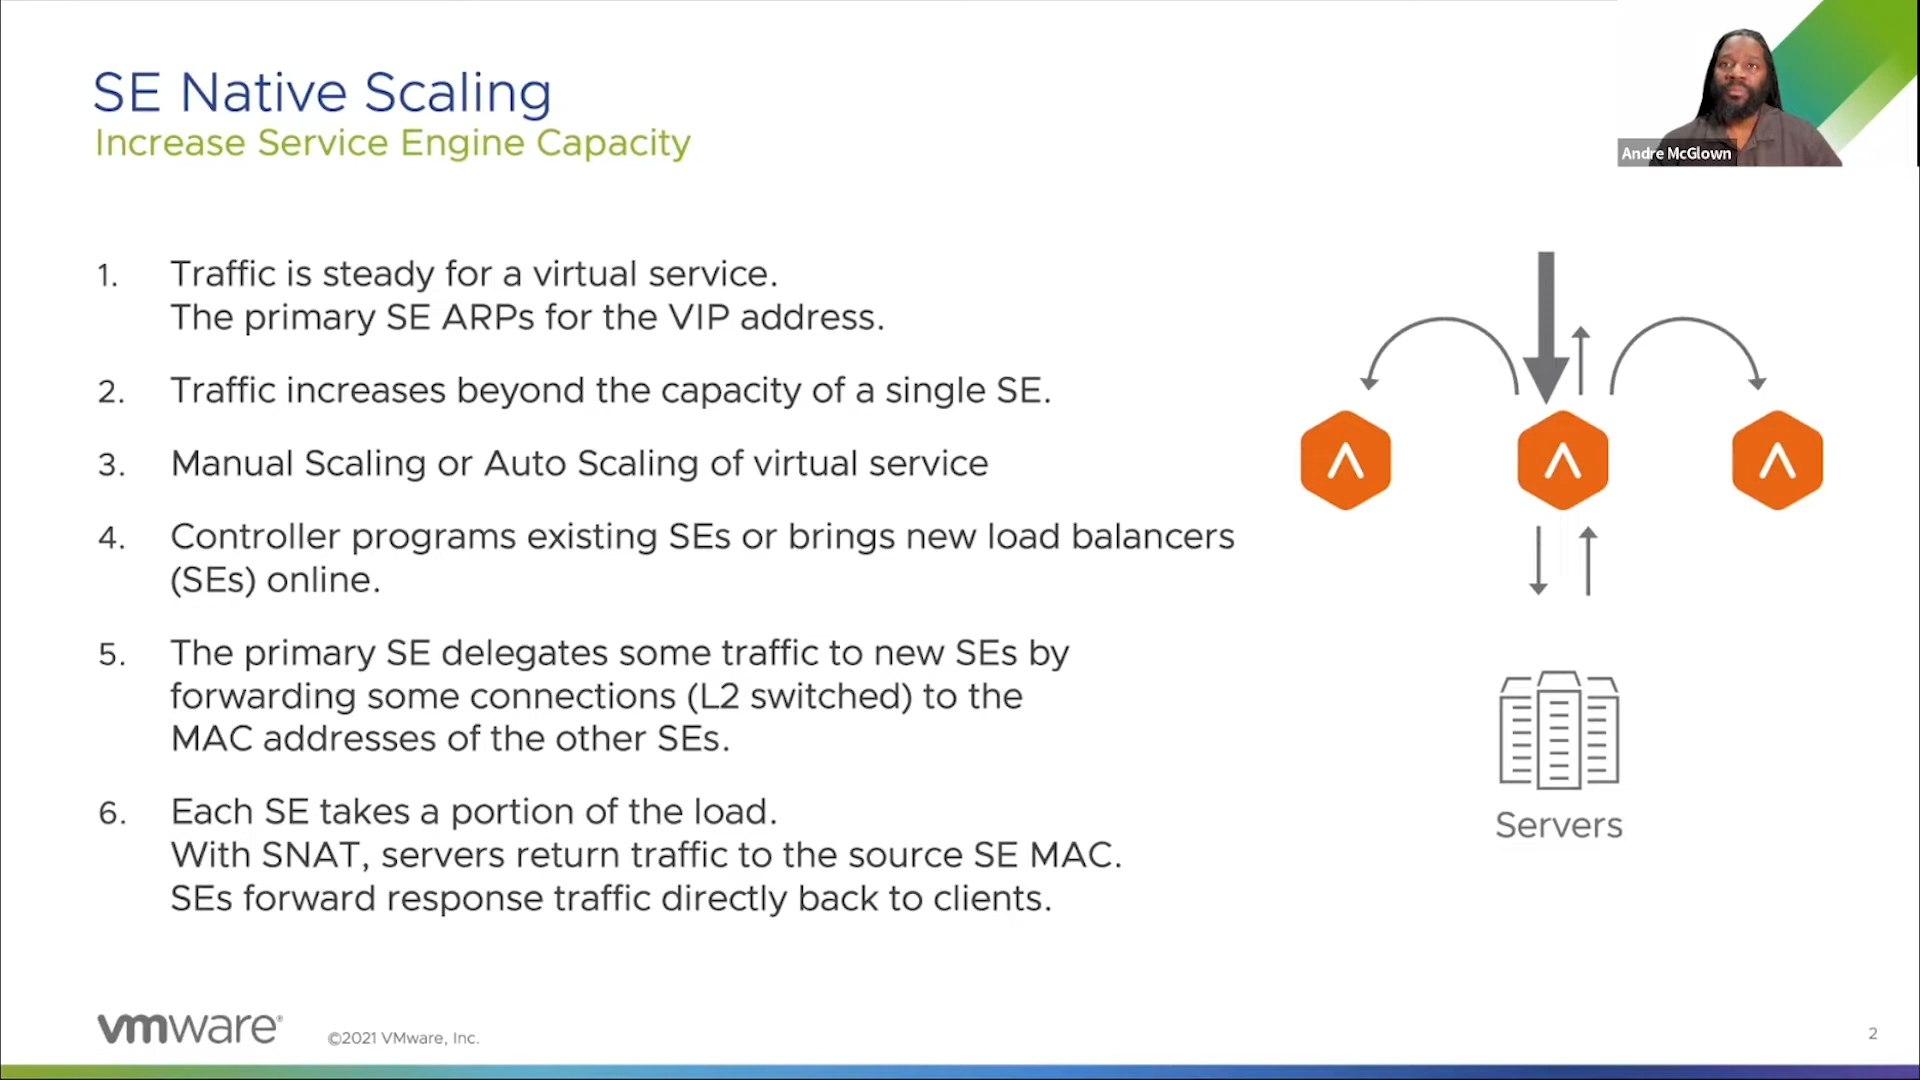 SE Native Scaling
Increase Service Engine Capacity
Andre McGlown
1. Traffic is steady for a virtual service.
The primary SE ARPs for the VIP address.
2. Traffic increases beyond the capacity of a single SE.
3. Manual Scaling or Auto Scaling of virtual service
4. Controller programs existing SEs or brings new load balancers
(SEs) online.
5. The primary SE delegates some traffic to new SEs by
forwarding some connections (L2 switched) to the
MAC addresses of the other SEs.
6. Each SE takes a portion of the load.
With SNAT, servers return traffic to the source SE MAC.
SEs forward response traffic directly back to clients.
Servers
vmware®
©2021 VMware, Inc.
2